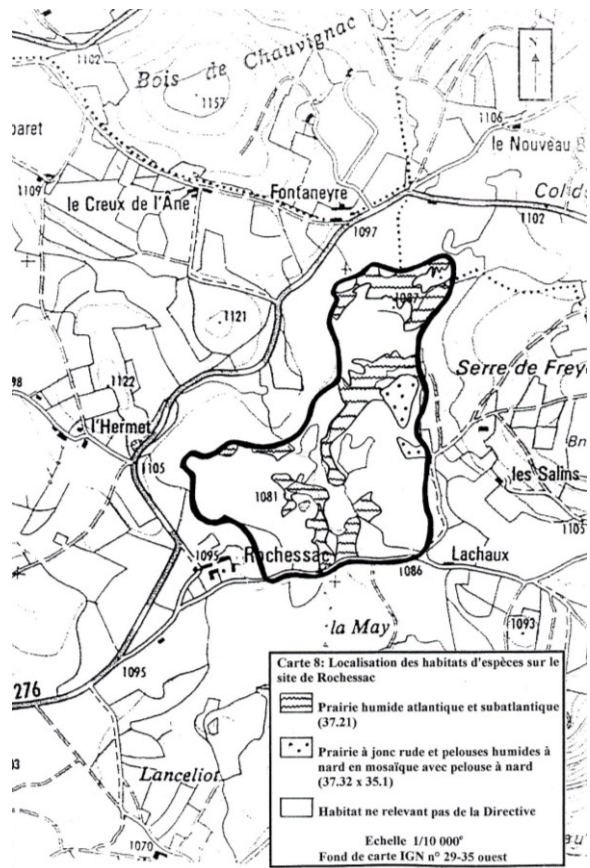 1102
Bois de Chauvignac
1157
N
1106
le Nouveau
1109
le Creux de l'Âne
Fontaneyre
Col d
1097
1102
1087
1121
Serre de Frey
98
1122
l'Hermet
1105
1081
les Salins
1105
1095
Rochessac
Lachaux
1086
la May
1093
1095
276
Lanceliot
1070
Carte 8: Localisation des habitats d'espèces sur le
site de Rochessac
Prairie humide atlantique et subatlantique
(37.21)
Prairie à jonc rude et pelouses humides à
nard en mosaïque avec pelouse à nard
(37.32 x 35.1)
Habitat ne relevant pas de la Directive
Echelle 1/10 000e
Fond de carte IGN n° 29-35 ouest